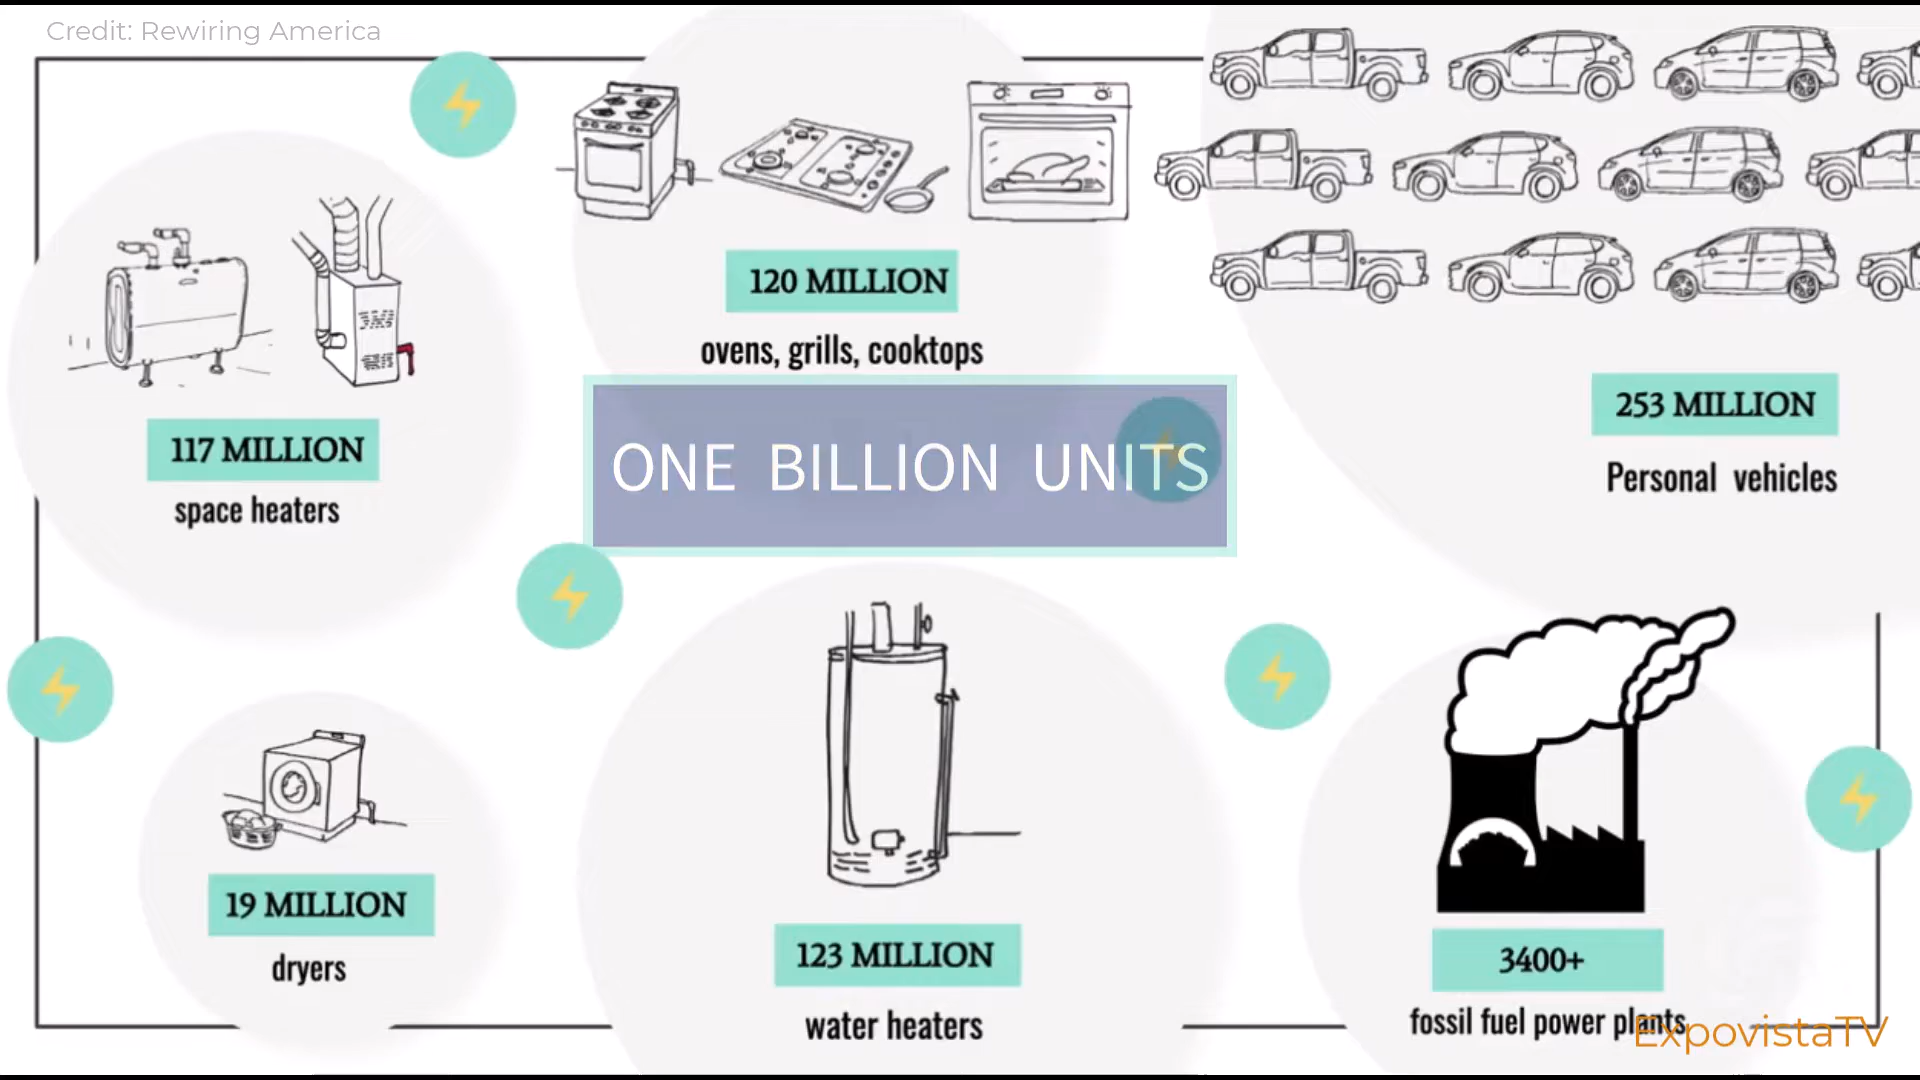 Credit: Rewiring America
120 MILLION
ovens, grills, cooktops
253 MILLION
Personal vehicles
117 MILLION
space heaters
ONE BILLION UNITS
19 MILLION
dryers
123 MILLION
water heaters
3400+
fossil fuel power plants
ExpovistaTV